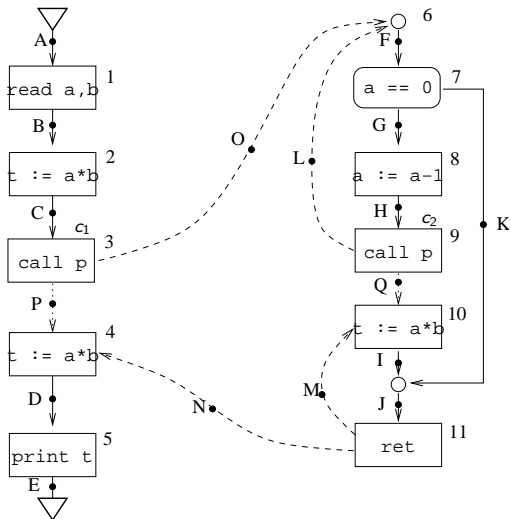 A
1
read a,b
B
2
t := a*b
C
c₁
3
call p
P
4
t := a*b
D
5
print t
E
O
L
N
M
6
F
7
a == 0
G
8
a := a-1
H
c₂
9
call p
Q
10
t := a*b
I
J
11
ret
K